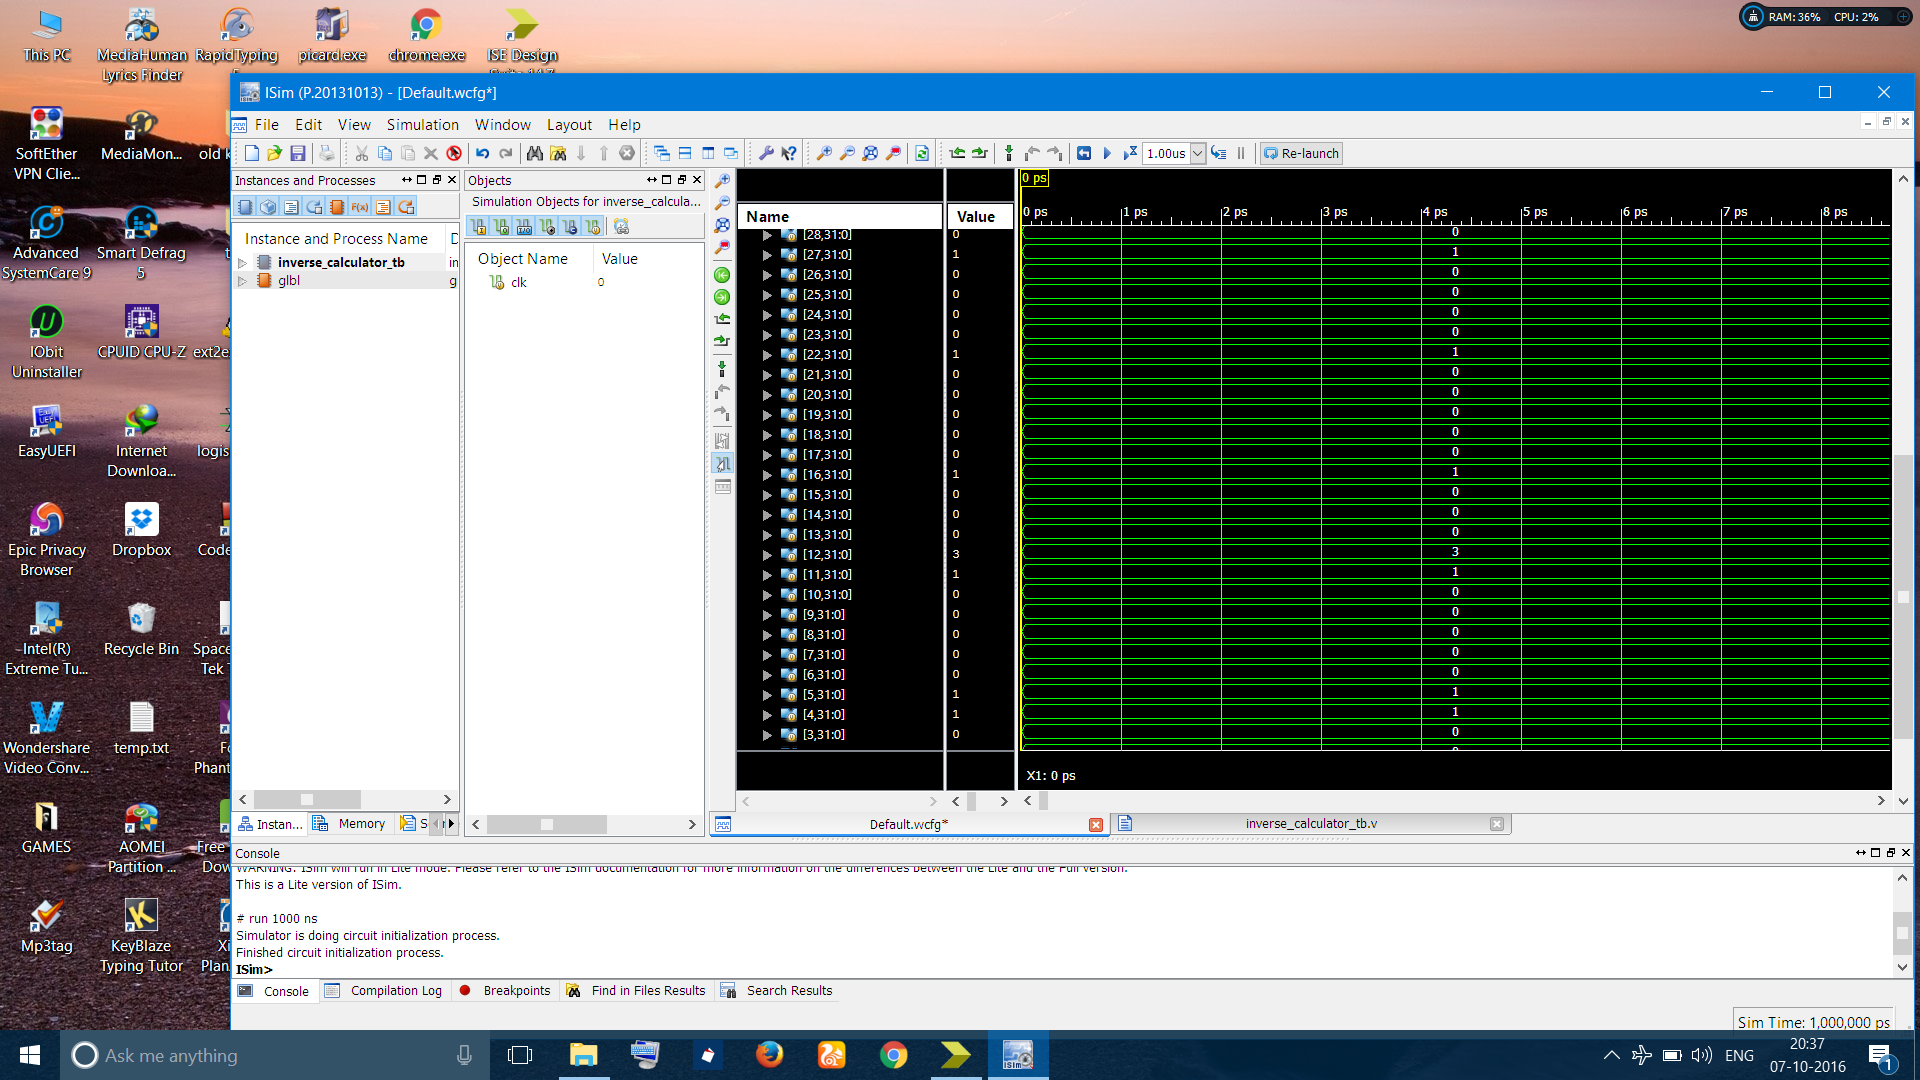 This PC
MediaHuman Lyrics Finder
RapidTyping
picard.exe
chrome.exe
ISE Design
RAM: 36% CPU: 2%
SoftEther VPN Clie...
MediaMon...
old
Advanced SystemCare 9
Smart Defrag 5
IObit Uninstaller
CPUID CPU-Z
EasyUEFI
Internet Downloa...
logis
Epic Privacy Browser
Dropbox
Code
Intel(R) Extreme Tu...
Recycle Bin
Space
Tek
Wondershare Video Conv...
temp.txt
Fo
Phant
GAMES
AOMEI Partition ...
Free
Dow
Mp3tag
KeyBlaze Typing Tutor
Xi
Plan
ISim (P.20131013) - [Default.wcfg*]
File Edit View Simulation Window Layout Help
1.00us Re-launch
Instances and Processes
Instance and Process Name D
inverse_calculator_tb in
glbl g
Instan... Memory S
Objects
Simulation Objects for inverse_calcula...
Object Name Value
clk 0
Name Value
[28,31:0] 0
[27,31:0] 1
[26,31:0] 0
[25,31:0] 0
[24,31:0] 0
[23,31:0] 0
[22,31:0] 1
[21,31:0] 0
[20,31:0] 0
[19,31:0] 0
[18,31:0] 0
[17,31:0] 0
[16,31:0] 1
[15,31:0] 0
[14,31:0] 0
[13,31:0] 0
[12,31:0] 3
[11,31:0] 1
[10,31:0] 0
[9,31:0] 0
[8,31:0] 0
[7,31:0] 0
[6,31:0] 0
[5,31:0] 1
[4,31:0] 1
[3,31:0] 0
0 ps
0 ps 1 ps 2 ps 3 ps 4 ps 5 ps 6 ps 7 ps 8 ps
0
1
0
0
0
0
1
0
0
0
0
0
1
0
0
0
3
1
0
0
0
0
0
1
1
0
X1: 0 ps
Default.wcfg* inverse_calculator_tb.v
Console
WARNING: ISim will run in Lite mode. Please refer to the ISim documentation for more information on the differences between the Lite and the Full version.
This is a Lite version of ISim.
# run 1000 ns
Simulator is doing circuit initialization process.
Finished circuit initialization process.
ISim>
Console Compilation Log Breakpoints Find in Files Results Search Results
Sim Time: 1,000,000 ps
Ask me anything
ENG
20:37
07-10-2016
1